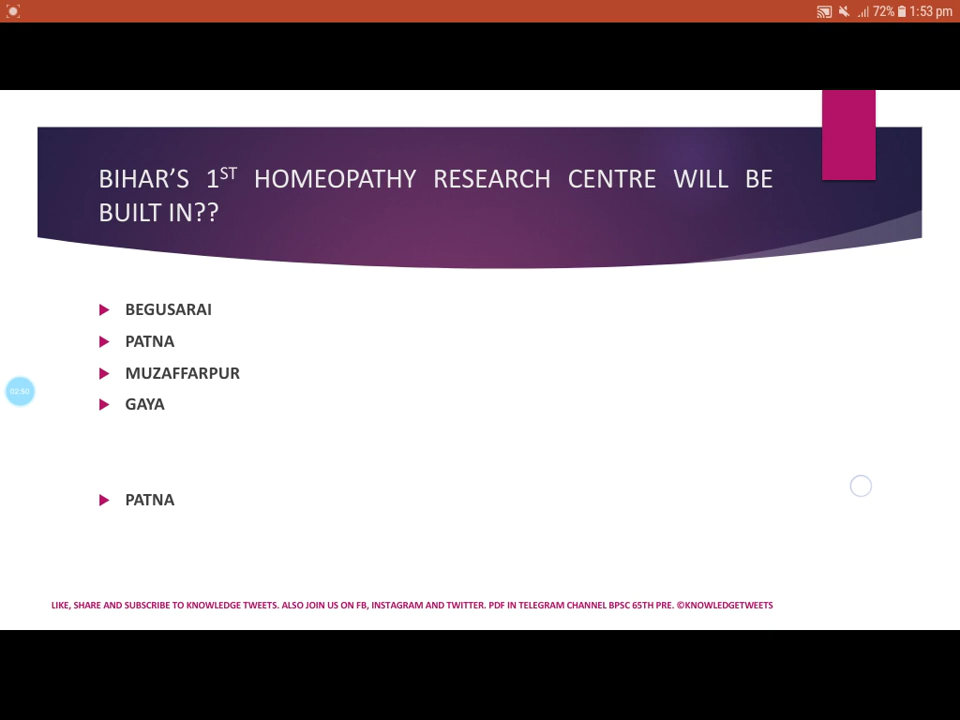 72% 1:53 pm
BIHAR'S 1ST HOMEOPATHY RESEARCH CENTRE WILL BE
BUILT IN??
BEGUSARAI
PATNA
MUZAFFARPUR
GAYA
02:50
PATNA
LIKE, SHARE AND SUBSCRIBE TO KNOWLEDGE TWEETS. ALSO JOIN US ON FB, INSTAGRAM AND TWITTER. PDF IN TELEGRAM CHANNEL BPSC 65TH PRE. ©KNOWLEDGETWEETS